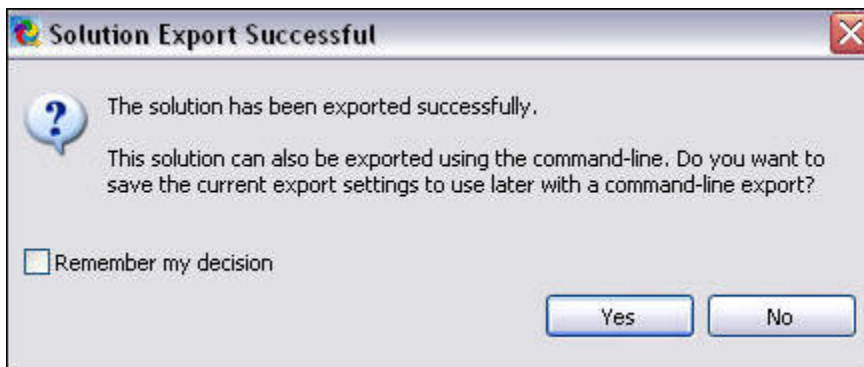 Solution Export Successful
The solution has been exported successfully.
This solution can also be exported using the command-line. Do you want to
save the current export settings to use later with a command-line export?
Remember my decision
Yes No